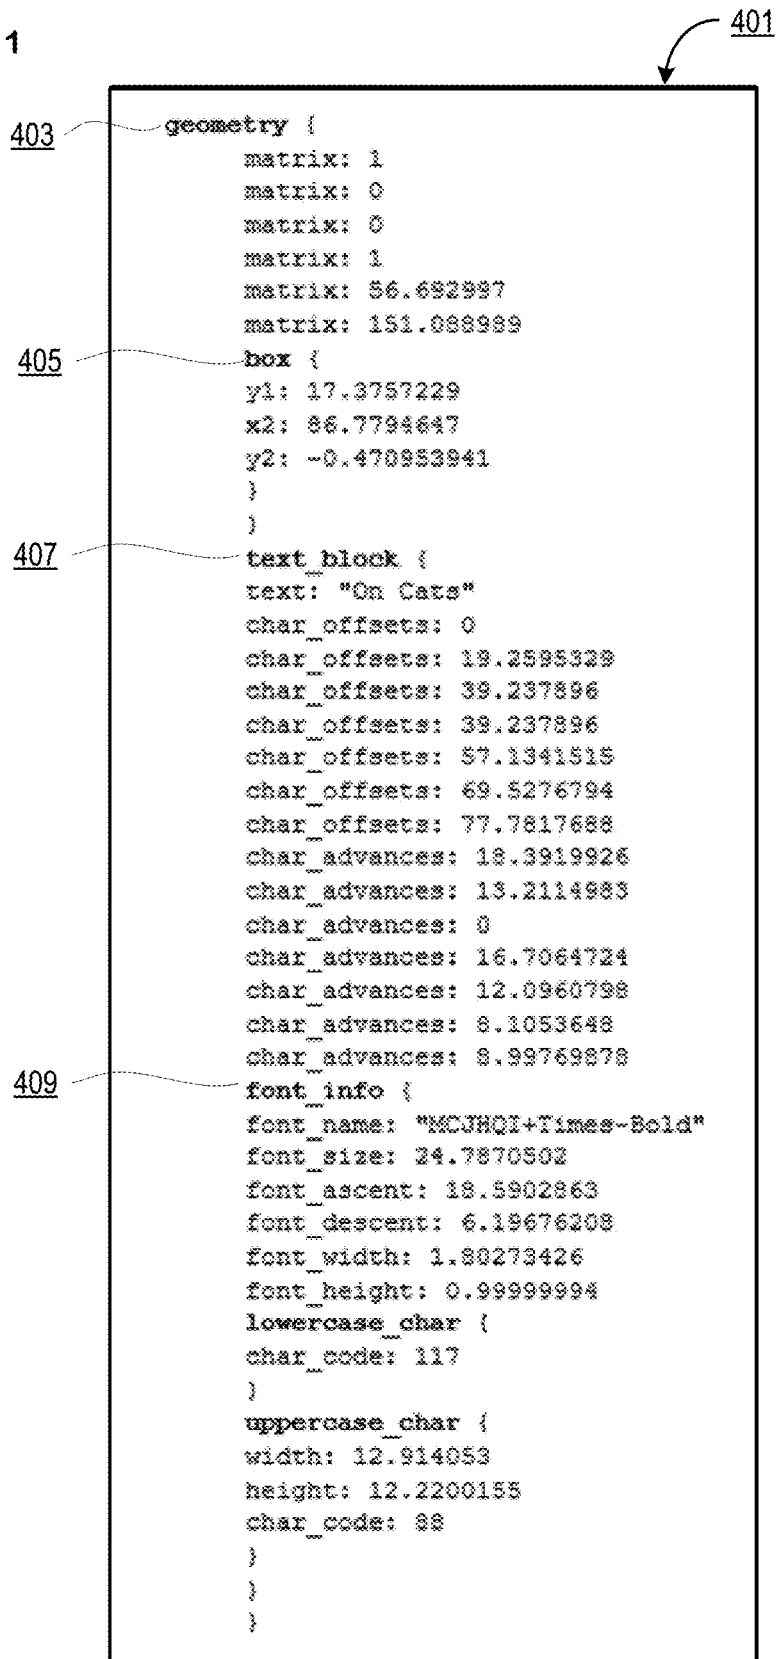 1
401
403
geometry {
matrix: 1
matrix: 0
matrix: 0
matrix: 1
matrix: 56.692997
matrix: 151.088989
405
box {
y1: 17.3757229
x2: 86.7794647
y2: -0.470953941
}
}
407
text_block {
text: "On Cats"
char_offsets: 0
char_offsets: 19.2595329
char_offsets: 39.237896
char_offsets: 39.237896
char_offsets: 57.1341515
char_offsets: 69.5276794
char_offsets: 77.7817688
char_advances: 18.3919926
char_advances: 13.2114983
char_advances: 0
char_advances: 16.7064724
char_advances: 12.0960798
char_advances: 8.1053648
char_advances: 8.99769878
409
font_info {
font_name: "MCJHQI+Times-Bold"
font_size: 24.7870502
font_ascent: 18.5902863
font_descent: 6.19676208
font_width: 1.80273426
font_height: 0.99999994
lowercase_char {
char_code: 117
}
uppercase_char {
width: 12.914053
height: 12.2200155
char_code: 88
}
}
}